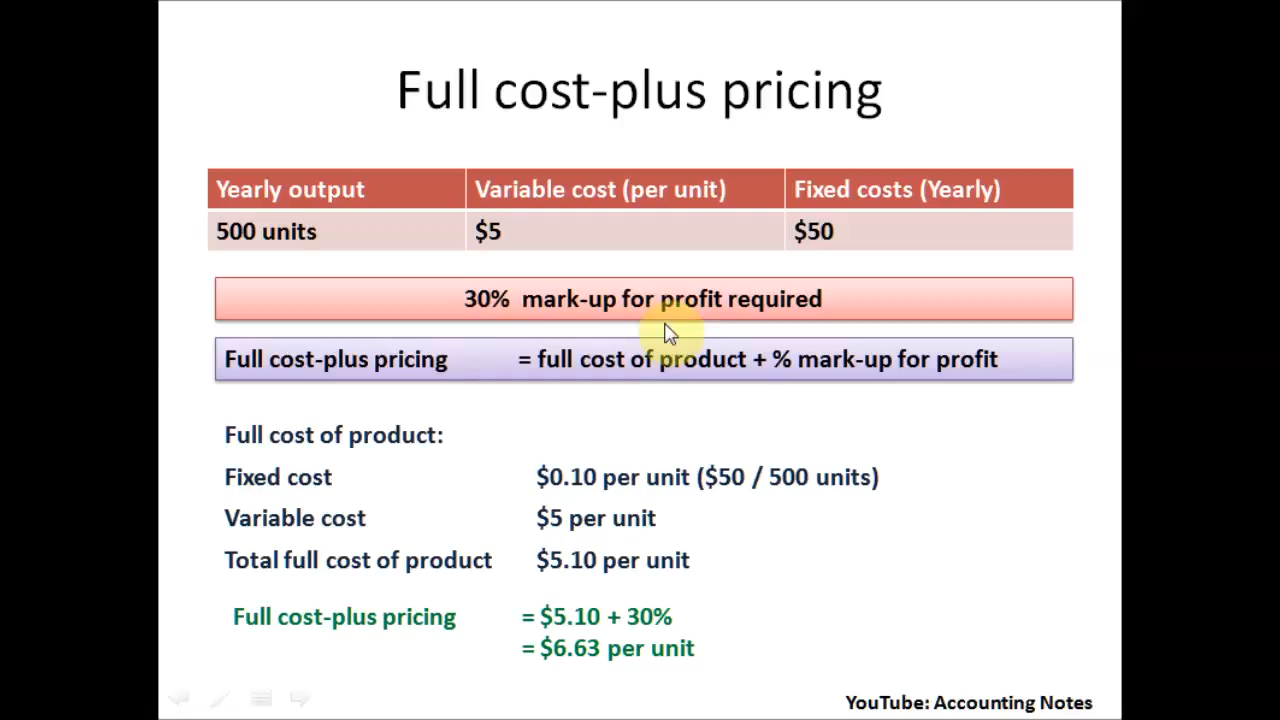 Full cost-plus pricing
Yearly output Variable cost (per unit) Fixed costs (Yearly)
500 units $5 $50
30% mark-up for profit required
Full cost-plus pricing = full cost of product + % mark-up for profit
Full cost of product:
Fixed cost $0.10 per unit ($50 / 500 units)
Variable cost $5 per unit
Total full cost of product $5.10 per unit
Full cost-plus pricing = $5.10 + 30%
= $6.63 per unit
YouTube: Accounting Notes